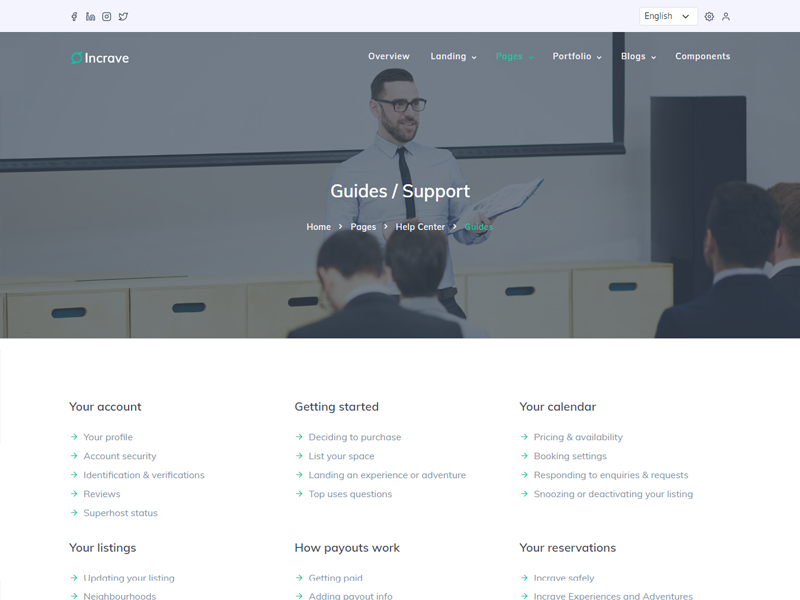 English
Incrave
Overview Landing Pages Portfolio Blogs Components
Guides / Support
Home Pages Help Center Guides
Your account
Your profile
Account security
Identification & verifications
Reviews
Superhost status
Getting started
Deciding to purchase
List your space
Landing an experience or adventure
Top uses questions
Your calendar
Pricing & availability
Booking settings
Responding to enquiries & requests
Snoozing or deactivating your listing
Your listings
Updating your listing
Neighbourhoods
How payouts work
Getting paid
Adding payout info
Your reservations
Incrave safely
Incrave Experiences and Adventures